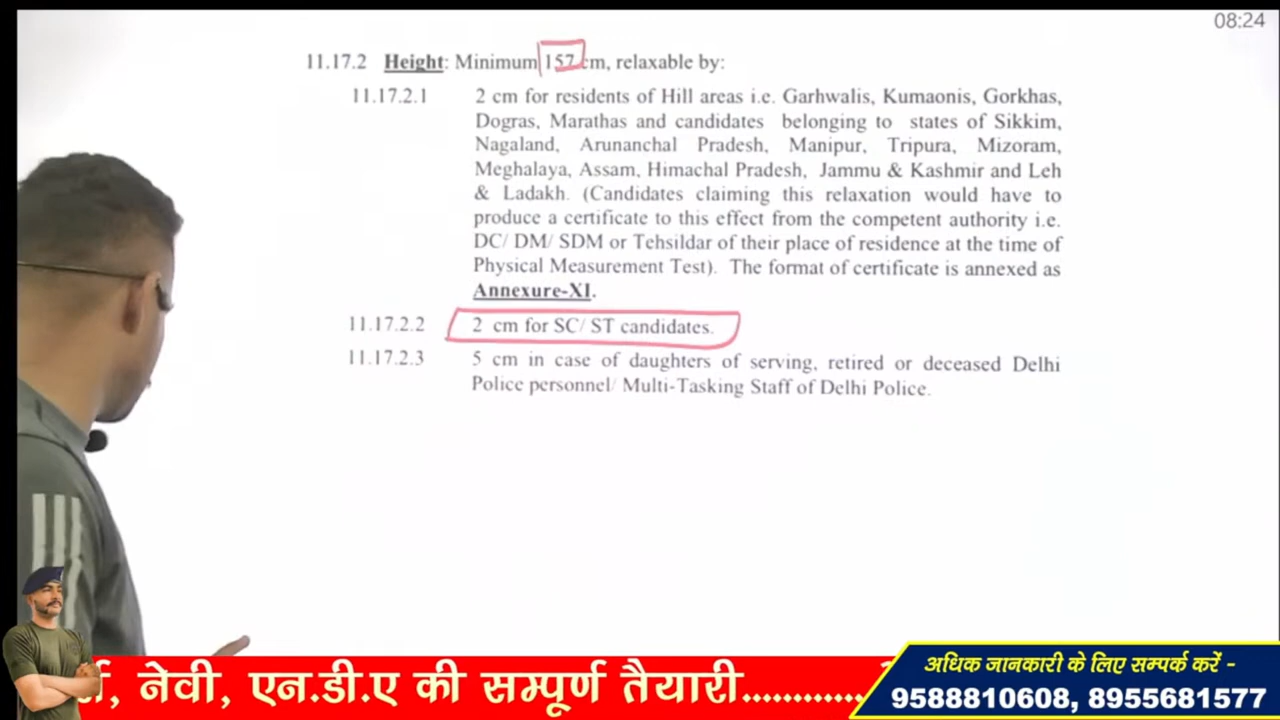 08:24
11.17.2 Height: Minimum 157 cm, relaxable by:
11.17.2.1 2 cm for residents of Hill areas i.e. Garhwalis, Kumaonis, Gorkhas,
Dogras, Marathas and candidates belonging to states of Sikkim,
Nagaland, Arunanchal Pradesh, Manipur, Tripura, Mizoram,
Meghalaya, Assam, Himachal Pradesh, Jammu & Kashmir and Leh
& Ladakh. (Candidates claiming this relaxation would have to
produce a certificate to this effect from the competent authority i.e.
DC/ DM/ SDM or Tehsildar of their place of residence at the time of
Physical Measurement Test). The format of certificate is annexed as
Annexure-XI.
11.17.2.2 2 cm for SC/ ST candidates.
11.17.2.3 5 cm in case of daughters of serving, retired or deceased Delhi
Police personnel/ Multi-Tasking Staff of Delhi Police.
नेवी, एन.डी.ए की सम्पूर्ण तैयारी............
अधिक जानकारी के लिए सम्पर्क करें -
9588810608, 8955681577